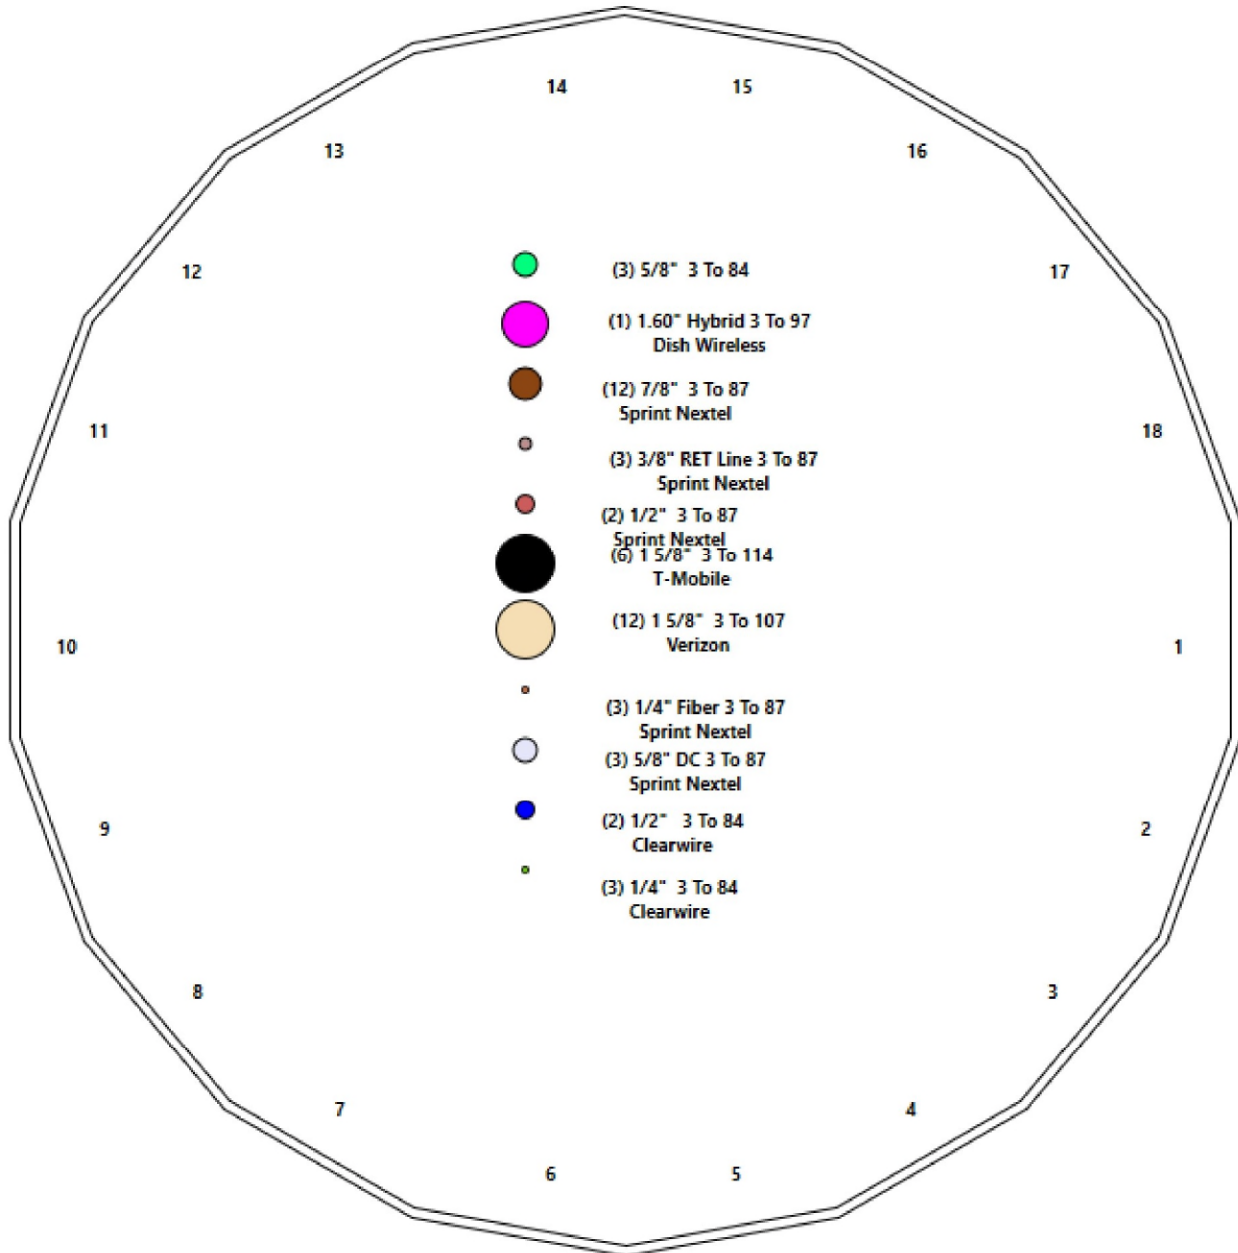 14 15
13 16
12 17
(3) 5/8" 3 To 84
(1) 1.60" Hybrid 3 To 97
Dish Wireless
(12) 7/8" 3 To 87
Sprint Nextel
11 18
(3) 3/8" RET Line 3 To 87
Sprint Nextel
(2) 1/2" 3 To 87
Sprint Nextel
(6) 1 5/8" 3 To 114
T-Mobile
(12) 1 5/8" 3 To 107
Verizon
10 1
(3) 1/4" Fiber 3 To 87
Sprint Nextel
(3) 5/8" DC 3 To 87
Sprint Nextel
(2) 1/2" 3 To 84
Clearwire
9 2
(3) 1/4" 3 To 84
Clearwire
8 3
7 4
6 5